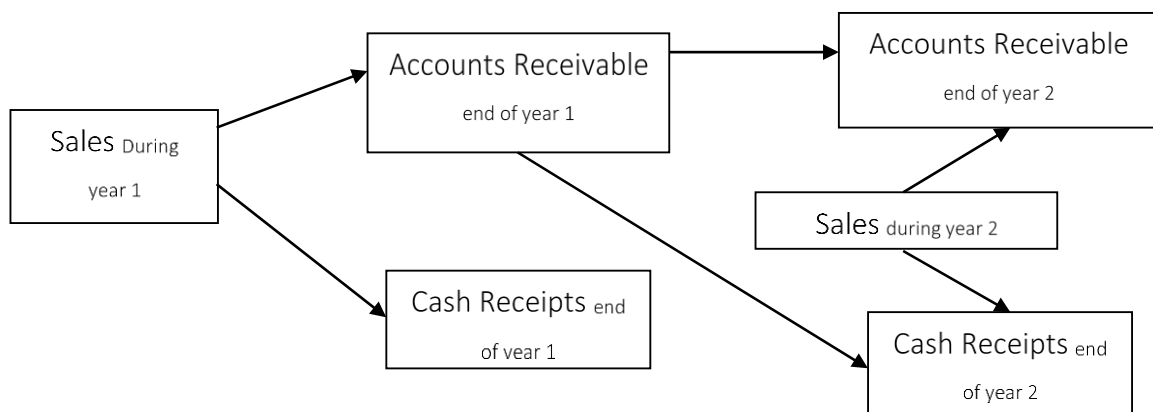 Sales During
year 1
Accounts Receivable
end of year 1
Cash Receipts end
of year 1
Accounts Receivable
end of year 2
Sales during year 2
Cash Receipts end
of year 2